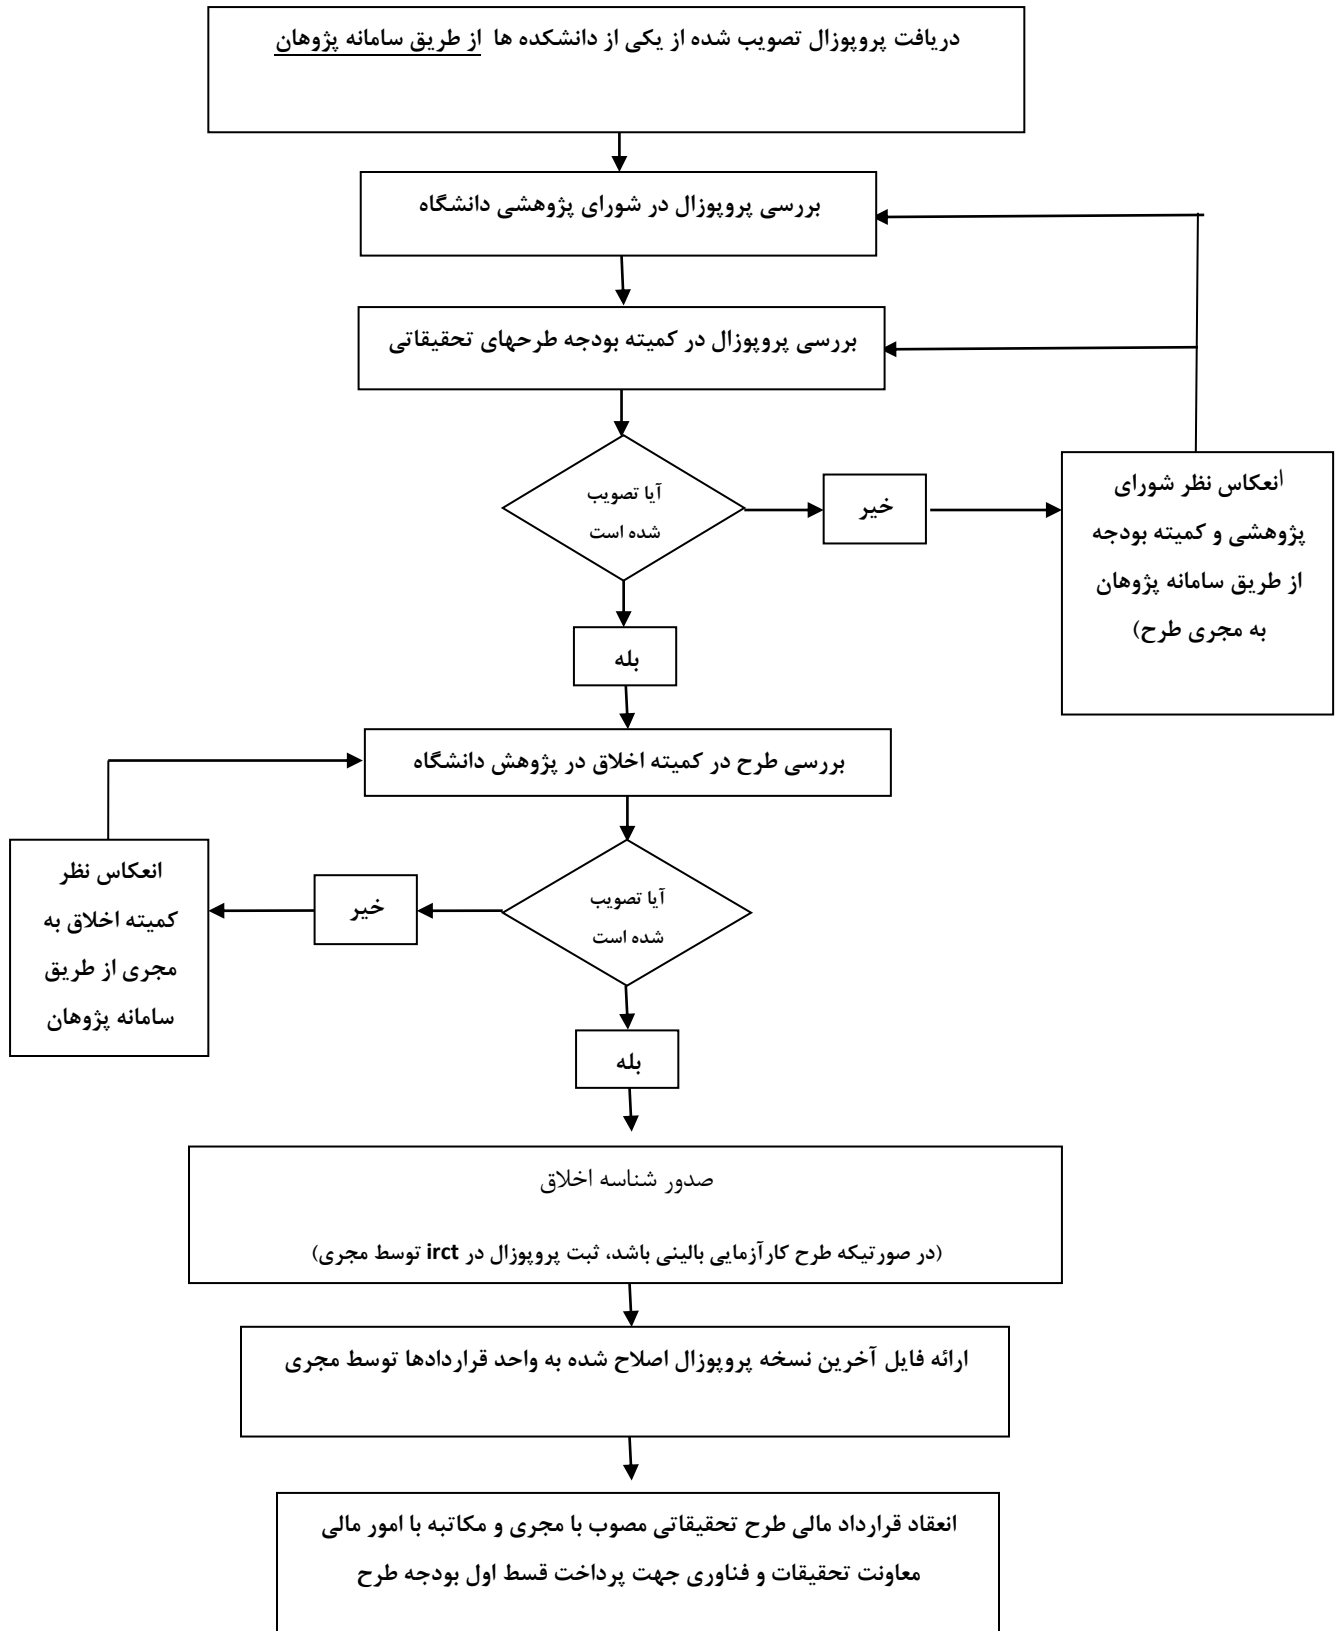 دریافت پروپوزال تصویب شده از یکی از دانشکده ها از طریق سامانه پژوهان
بررسی پروپوزال در شورای پژوهشی دانشگاه
بررسی پروپوزال در کمیته بودجه طرحهای تحقیقاتی
آیا تصویب
شده است
خیر
انعکاس نظر شورای
پژوهشی و کمیته بودجه
از طریق سامانه پژوهان
به مجری طرح)
بله
بررسی طرح در کمیته اخلاق در پژوهش دانشگاه
آیا تصویب
شده است
خیر
انعکاس نظر
کمیته اخلاق به
مجری از طریق
سامانه پژوهان
بله
صدور شناسه اخلاق
(در صورتیکه طرح کارآزمایی بالینی باشد، ثبت پروپوزال در irct توسط مجری)
ارائه فایل آخرین نسخه پروپوزال اصلاح شده به واحد قراردادها توسط مجری
انعقاد قرارداد مالی طرح تحقیقاتی مصوب با مجری و مکاتبه با امور مالی
معاونت تحقیقات و فناوری جهت پرداخت قسط اول بودجه طرح